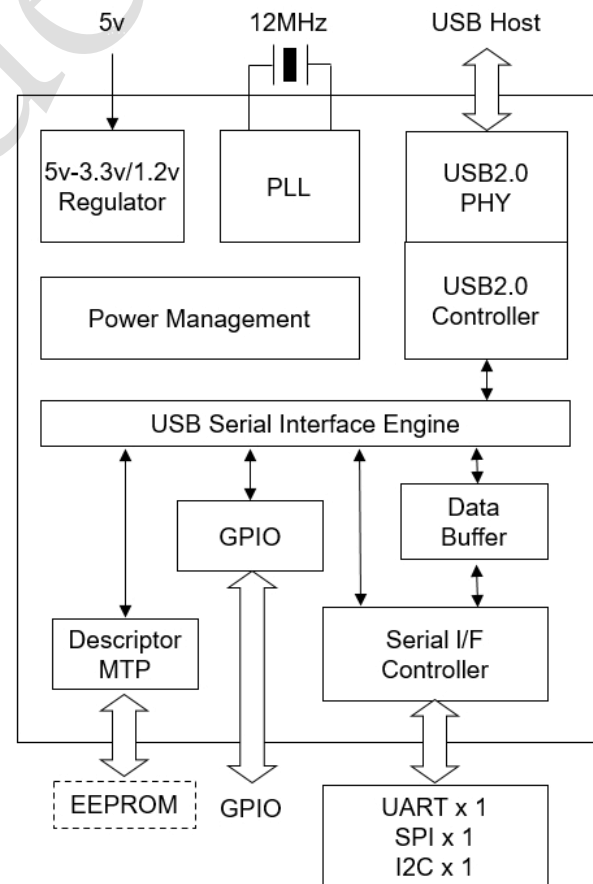 5v
12MHz
USB Host
5v-3.3v/1.2v
Regulator
PLL
USB2.0
PHY
Power Management
USB2.0
Controller
USB Serial Interface Engine
GPIO
Data
Buffer
Descriptor
MTP
Serial I/F
Controller
EEPROM
GPIO
UART x 1
SPI x 1
I2C x 1